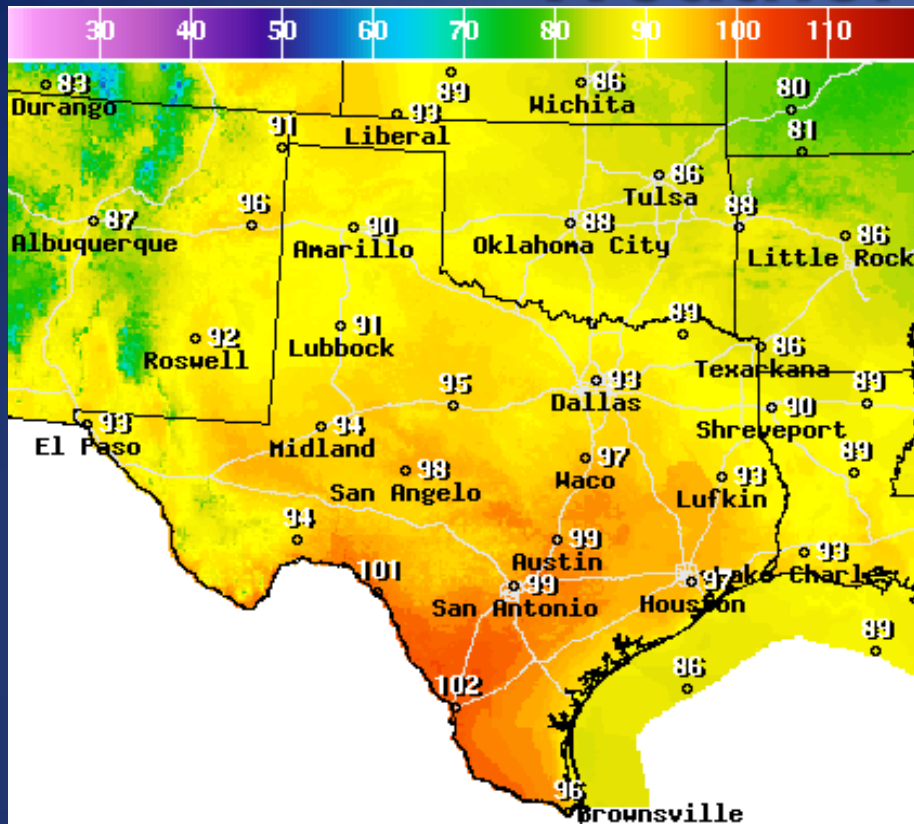 30 40 50 60 70 80 90 100 110
83
Durango
89
86
Wichita
80
93
Liberal
91
81
86
Tulsa
96
87
Albuquerque
90
Amarillo
88
Oklahoma City
88
86
Little Rock
92
Roswell
91
Lubbock
89
86
Texarkana
95
93
Dallas
90
Shreveport
89
93
El Paso
94
Midland
98
San Angelo
97
Waco
93
Lufkin
89
94
99
Austin
93
Lake Charles
101
99
San Antonio
97
Houston
89
86
102
96
Brownsville